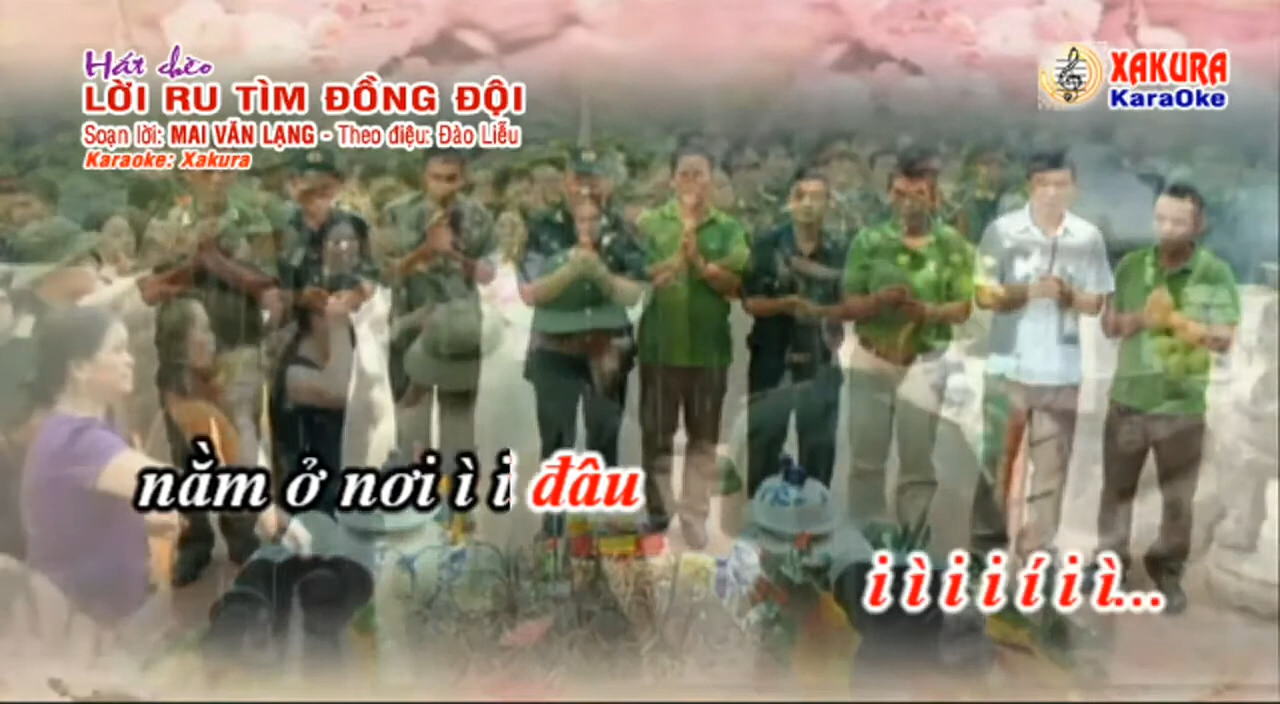 Hát chèo
LỜI RU TÌM ĐỒNG ĐỘI
Soạn lời: MAI VĂN LẠNG - Theo điệu: Đào Liễu
Karaoke: Xakura
XAKURA
KaraOke
nằm ở nơi ì i đâu
i ì i i í i ì...